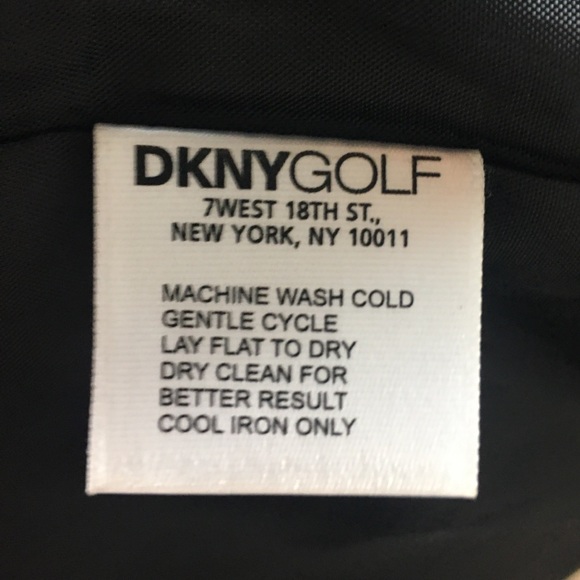 DKNYGOLF
7WEST 18TH ST.,
NEW YORK, NY 10011
MACHINE WASH COLD
GENTLE CYCLE
LAY FLAT TO DRY
DRY CLEAN FOR
BETTER RESULT
COOL IRON ONLY